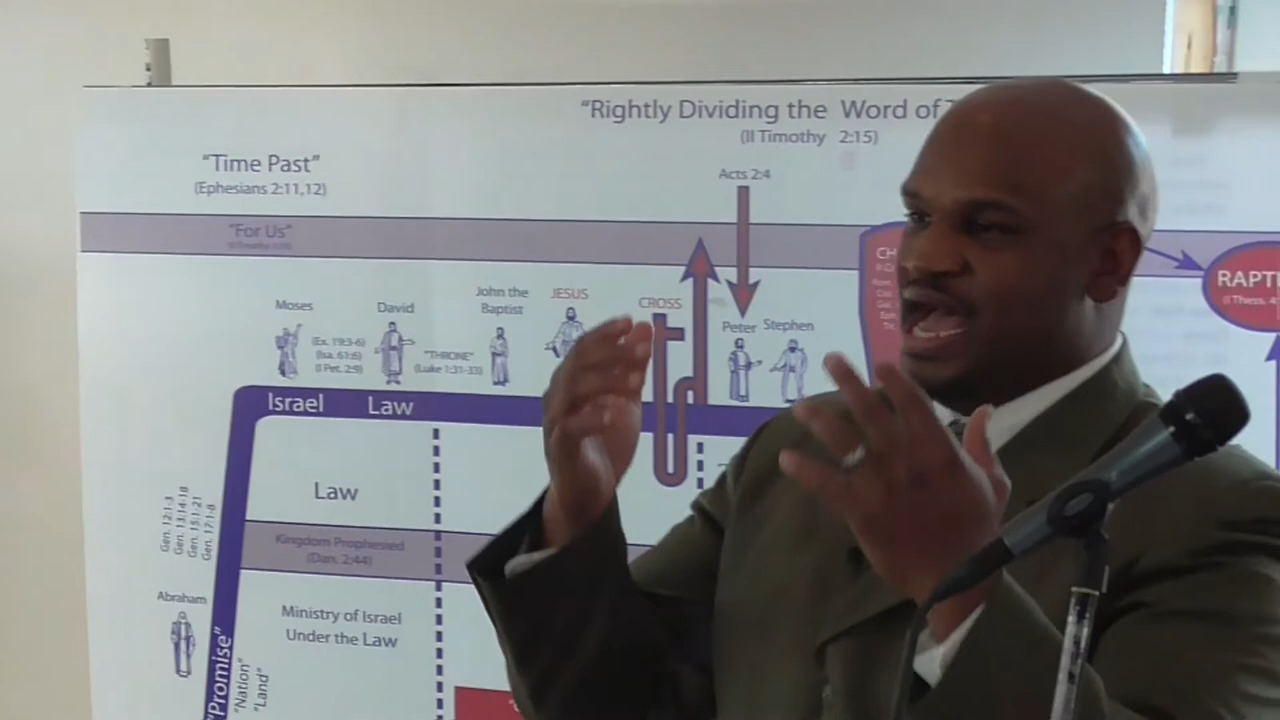 "Rightly Dividing the Word of
(II Timothy 2:15)
"Time Past"
(Ephesians 2:11,12)
Acts 2:4
"For Us"
CH
RAPT
(I Thess. 4
Moses
David
John the
Baptist
JESUS
CROSS
Peter
Stephen
(Ex. 19:3-6)
(Isa. 61:6)
(I Pet. 2:9)
"THRONE"
(Luke 1:31-33)
Israel Law
Law
Gen. 12:1-3
Gen. 13:14-18
Gen. 15:1-21
Gen. 17:1-8
Kingdom Prophesied
(Dan. 2:44)
Abraham
Ministry of Israel
Under the Law
"Promise"
"Nation"
"Land"